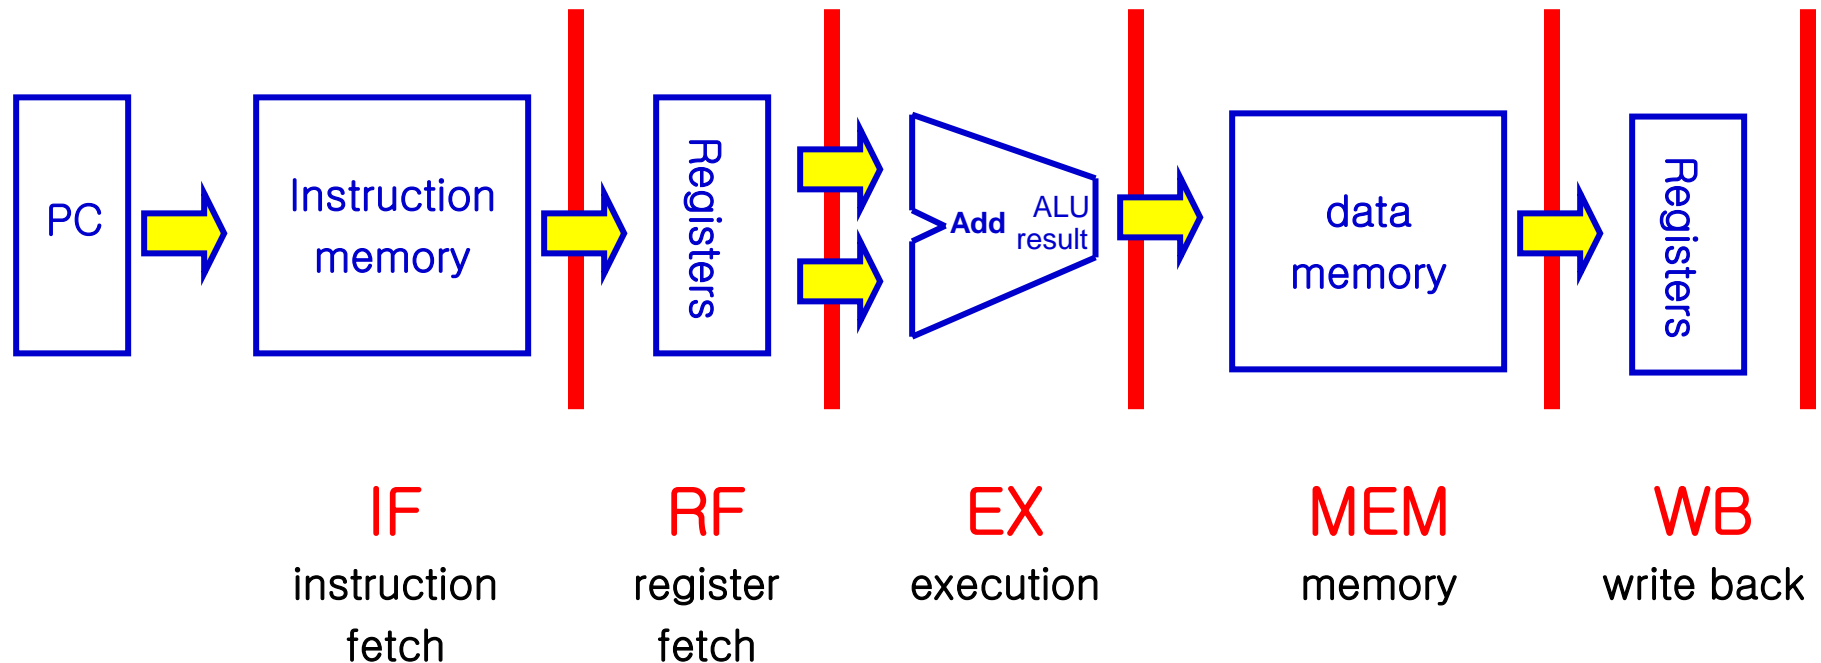 PC
Instruction
memory
Registers
Add
ALU
result
data
memory
Registers
IF
instruction
fetch
RF
register
fetch
EX
execution
MEM
memory
WB
write back